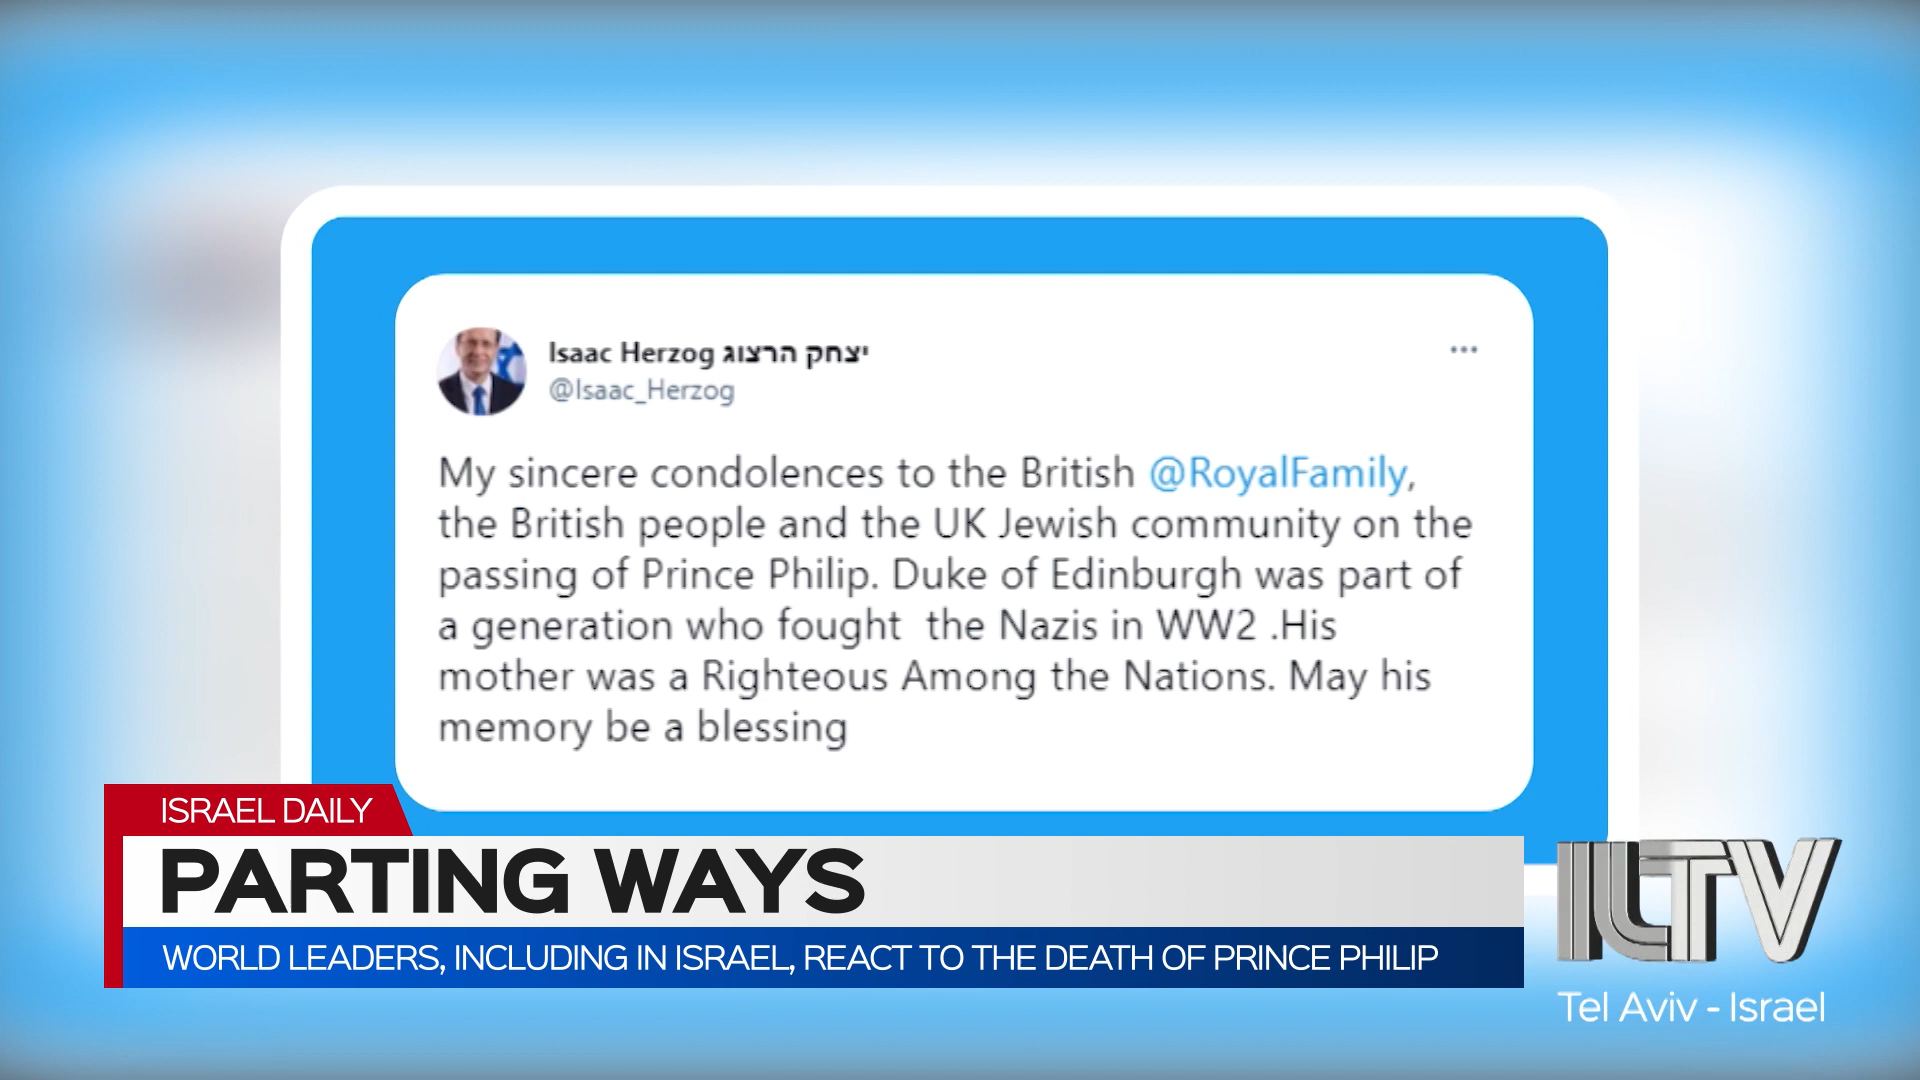 Isaac Herzog יצחק הרצוג
@Isaac_Herzog
My sincere condolences to the British @RoyalFamily,
the British people and the UK Jewish community on the
passing of Prince Philip. Duke of Edinburgh was part of
a generation who fought  the Nazis in WW2 .His
mother was a Righteous Among the Nations. May his
memory be a blessing
ISRAEL DAILY
PARTING WAYS
WORLD LEADERS, INCLUDING IN ISRAEL, REACT TO THE DEATH OF PRINCE PHILIP
ILTV
Tel Aviv - Israel